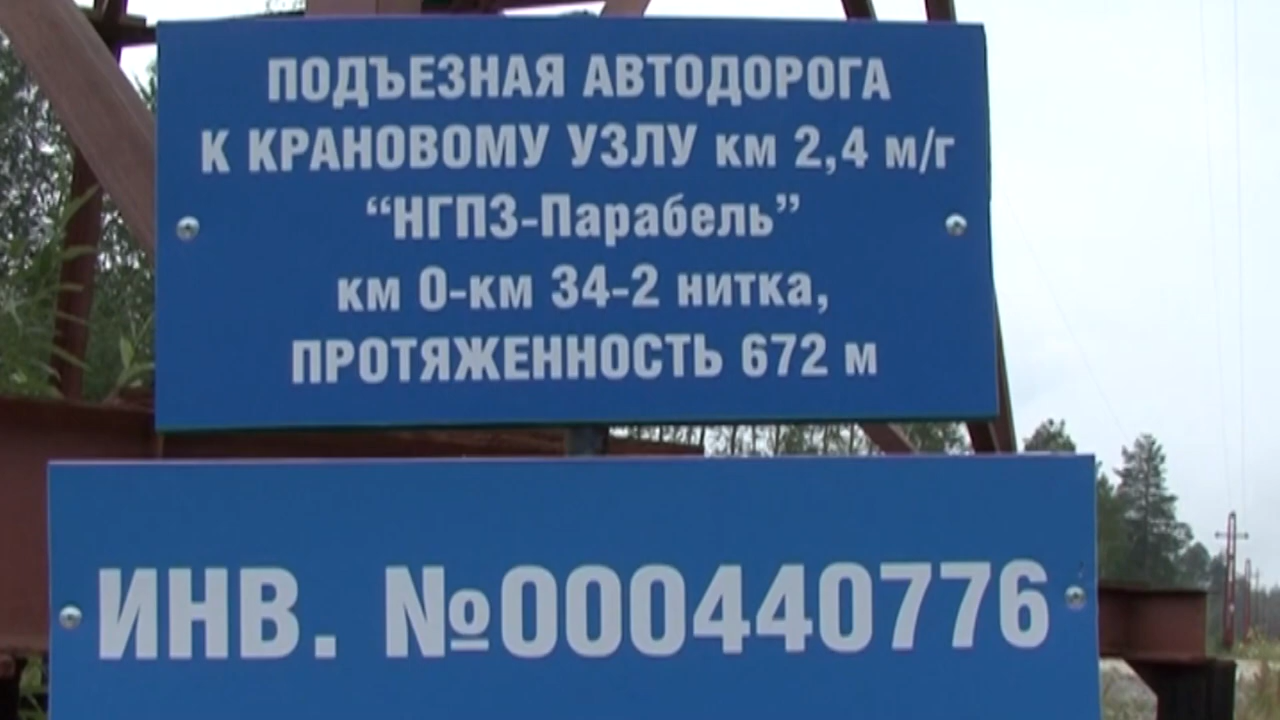 ПОДЪЕЗНАЯ АВТОДОРОГА
К КРАНОВОМУ УЗЛУ км 2,4 м/г
“НГПЗ-Парабель”
км 0-км 34-2 нитка,
ПРОТЯЖЕННОСТЬ 672 м
ИНВ. №000440776